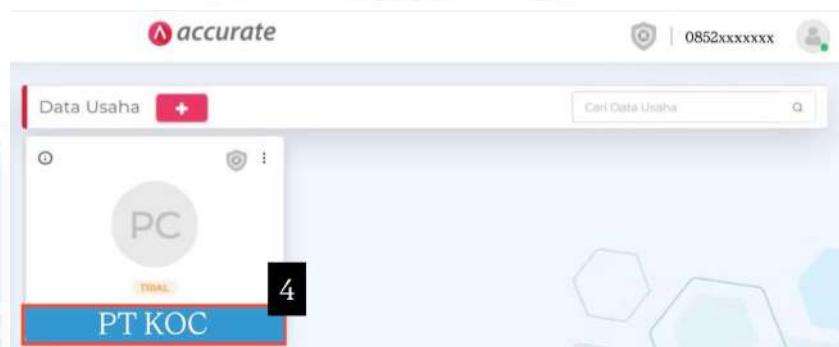 accurate
0852xxxxxxx
Data Usaha +
Cari Data Usaha
PC
TRIAL
4
PT KOC